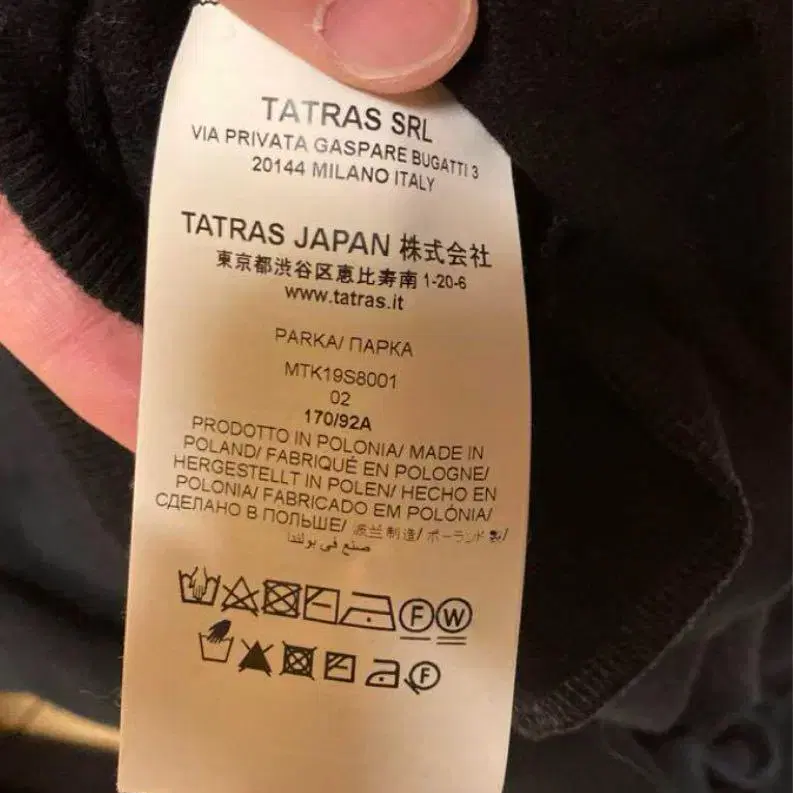 TATRAS SRL
VIA PRIVATA GASPARE BUGATTI 3
20144 MILANO ITALY
TATRAS JAPAN 株式会社
東京都渋谷区恵比寿南 1-20-6
www.tatras.it
PARKA/ ПАРКА
MTK19S8001
02
170/92A
PRODOTTO IN POLONIA/ MADE IN
POLAND/ FABRIQUÉ EN POLOGNE/
HERGESTELLT IN POLEN/ HECHO EN
POLONIA/ FABRICADO EM POLÓNIA/
СДЕЛАНО В ПОЛЬШЕ/ 波兰制造/ ポーランド製/
صنع في بولندا
F W
F